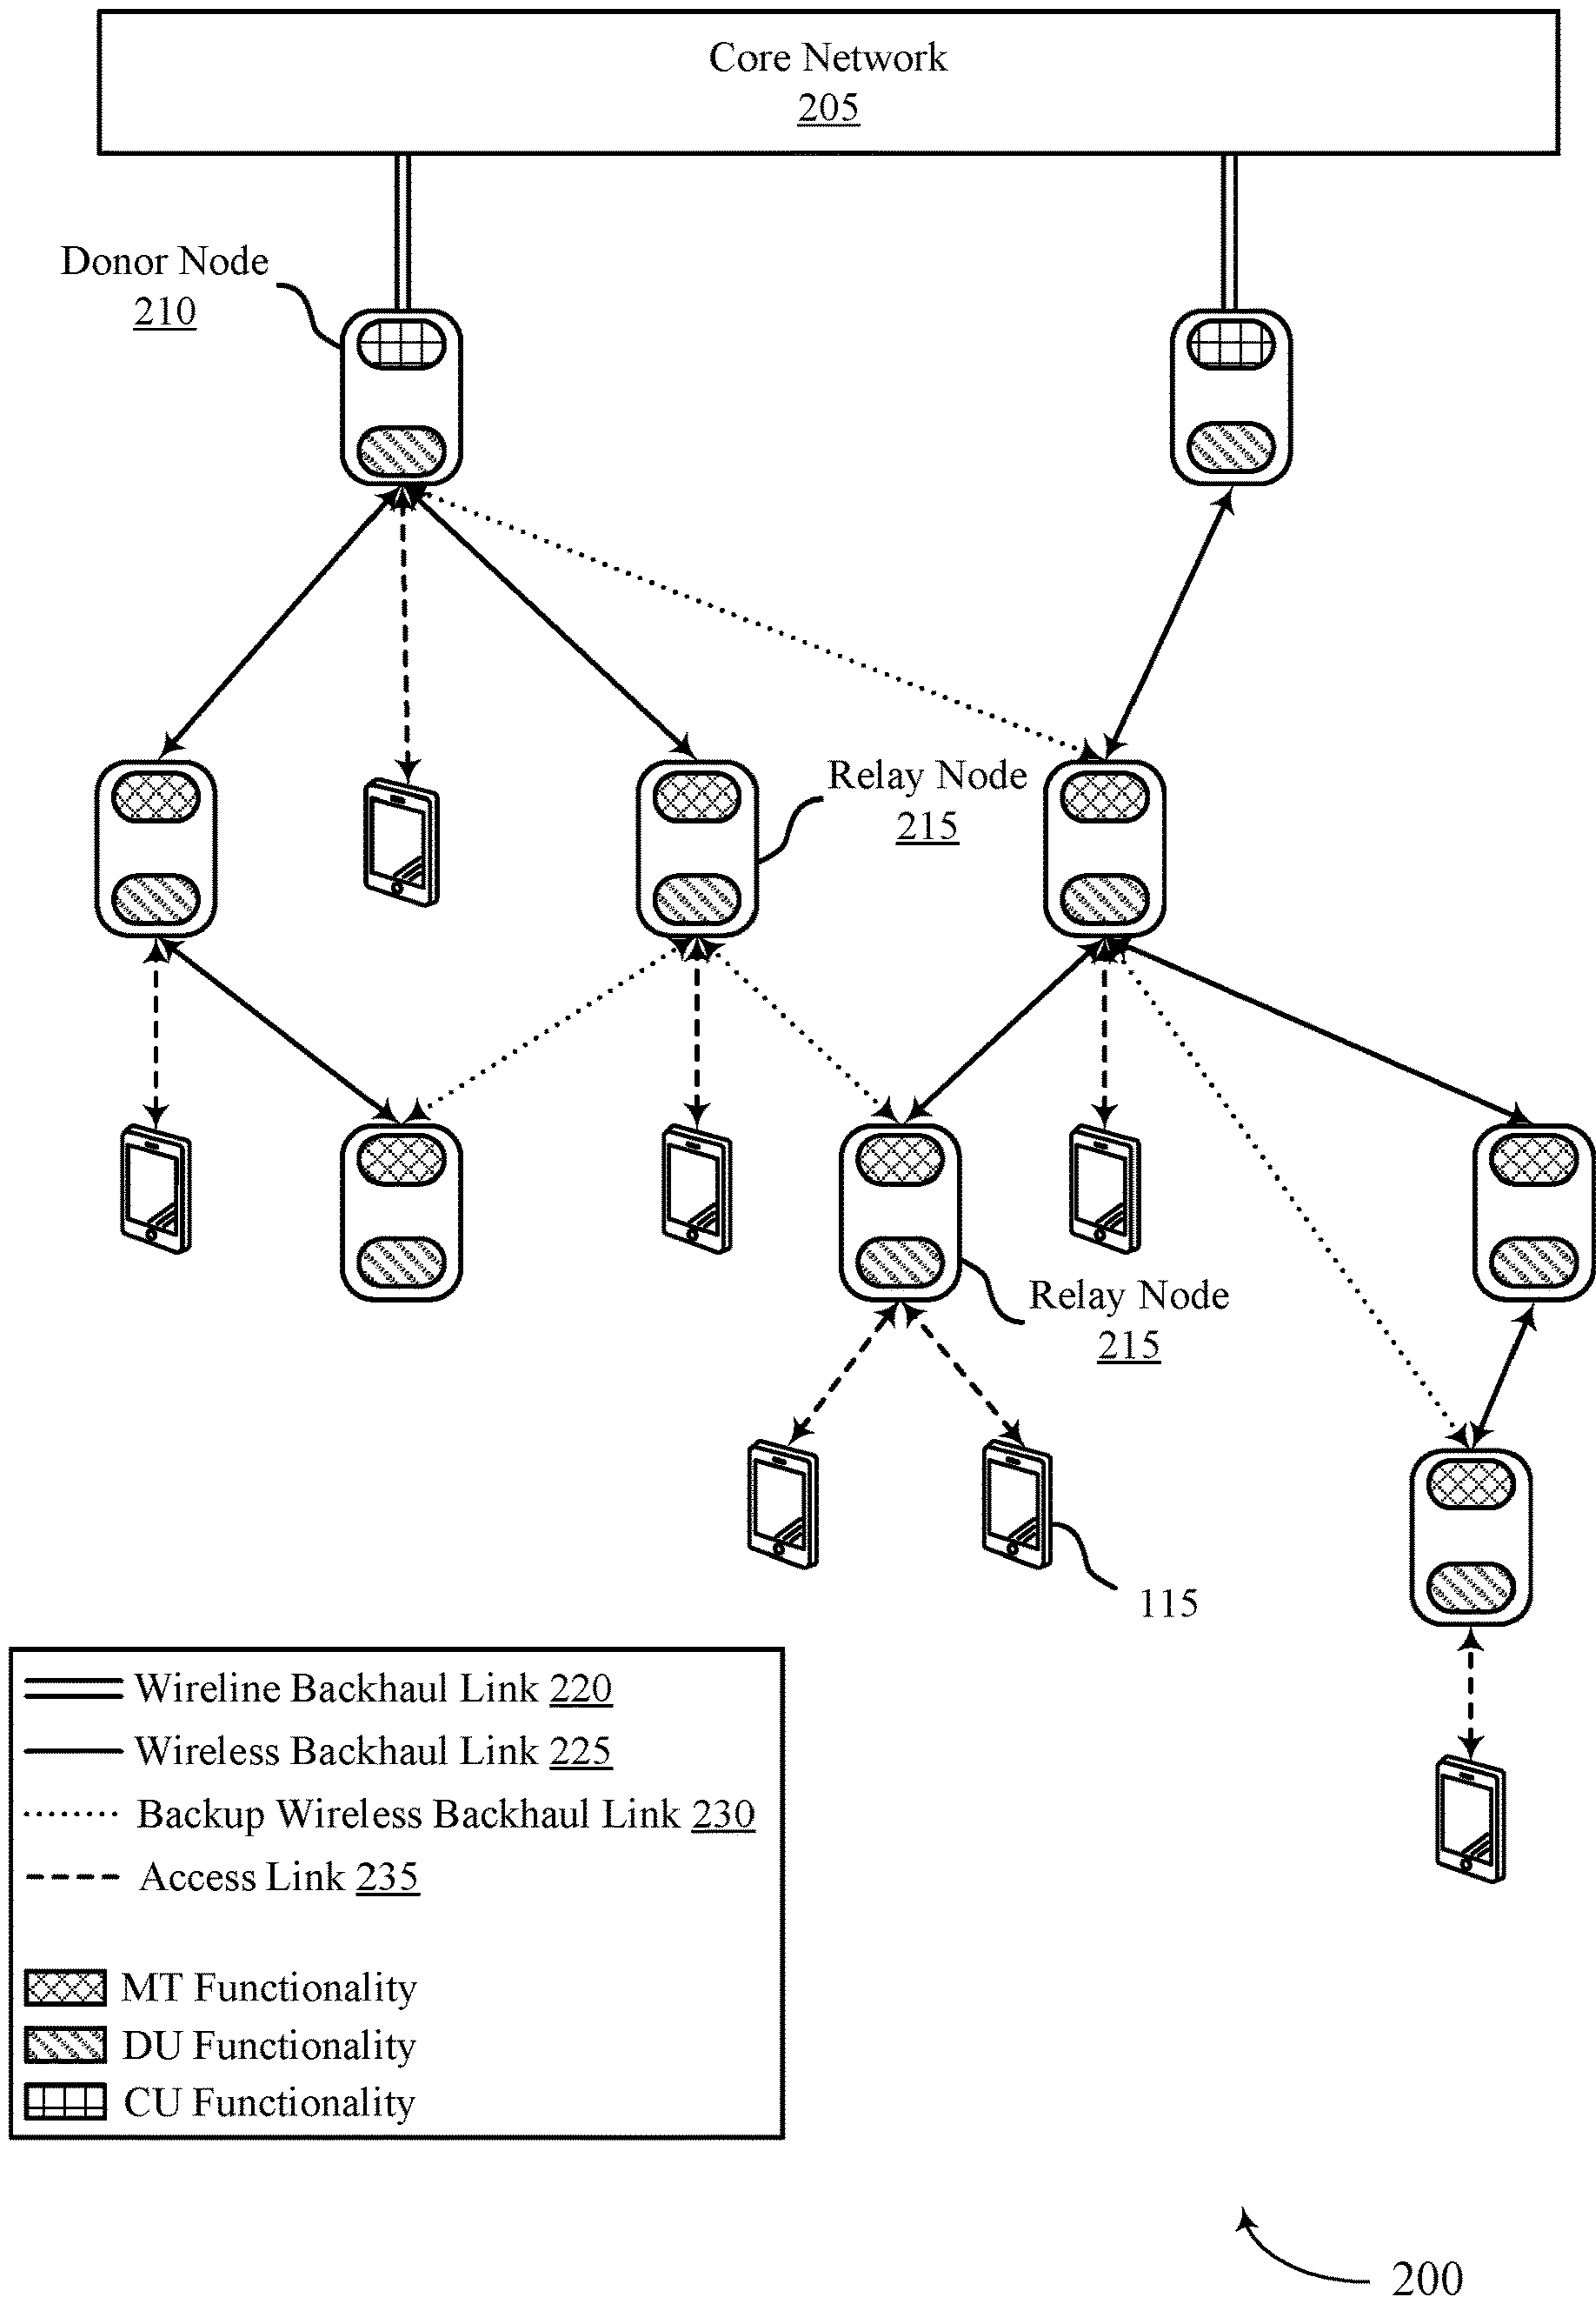 Core Network
205
Donor Node
210
Relay Node
215
Relay Node
215
115
Wireline Backhaul Link 220
Wireless Backhaul Link 225
Backup Wireless Backhaul Link 230
Access Link 235
MT Functionality
DU Functionality
CU Functionality
200